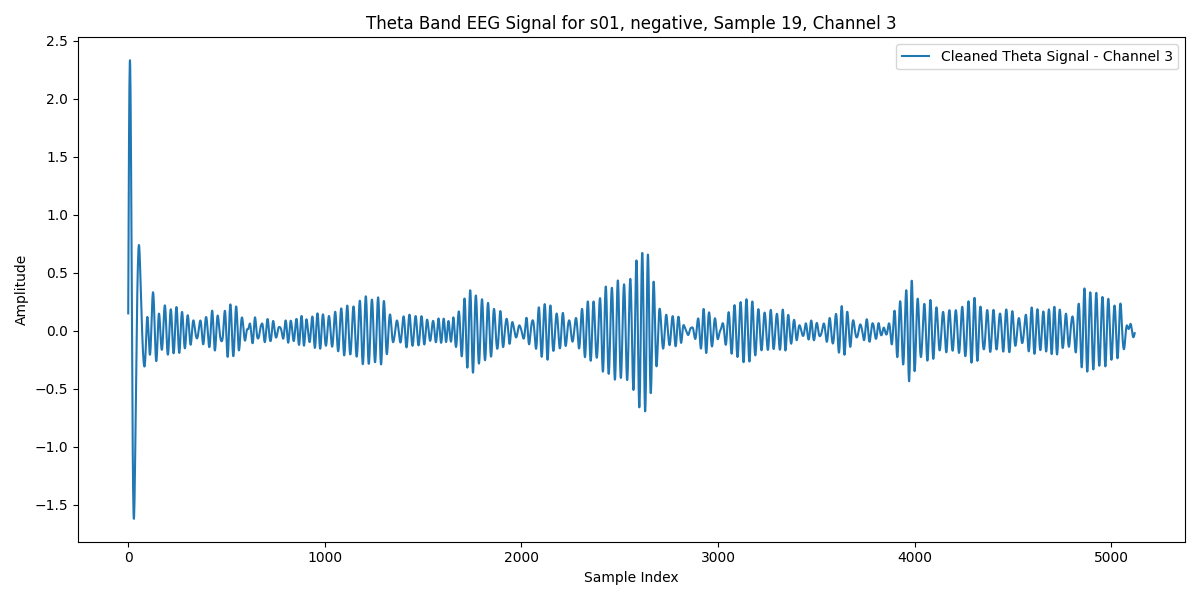 Theta Band EEG Signal for s01, negative, Sample 19, Channel 3
Cleaned Theta Signal - Channel 3
Amplitude
2.5
2.0
1.5
1.0
0.5
0.0
−0.5
−1.0
−1.5
0 1000 2000 3000 4000 5000
Sample Index